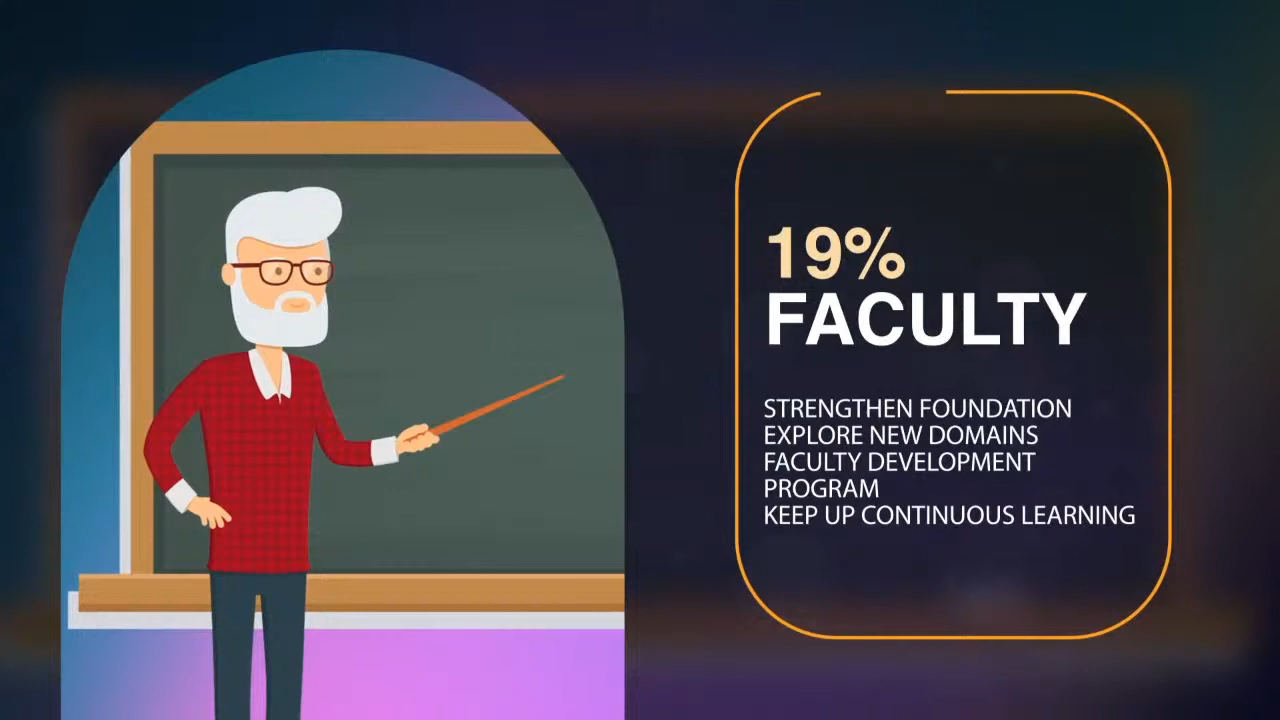 19%
FACULTY
STRENGTHEN FOUNDATION
EXPLORE NEW DOMAINS
FACULTY DEVELOPMENT
PROGRAM
KEEP UP CONTINUOUS LEARNING